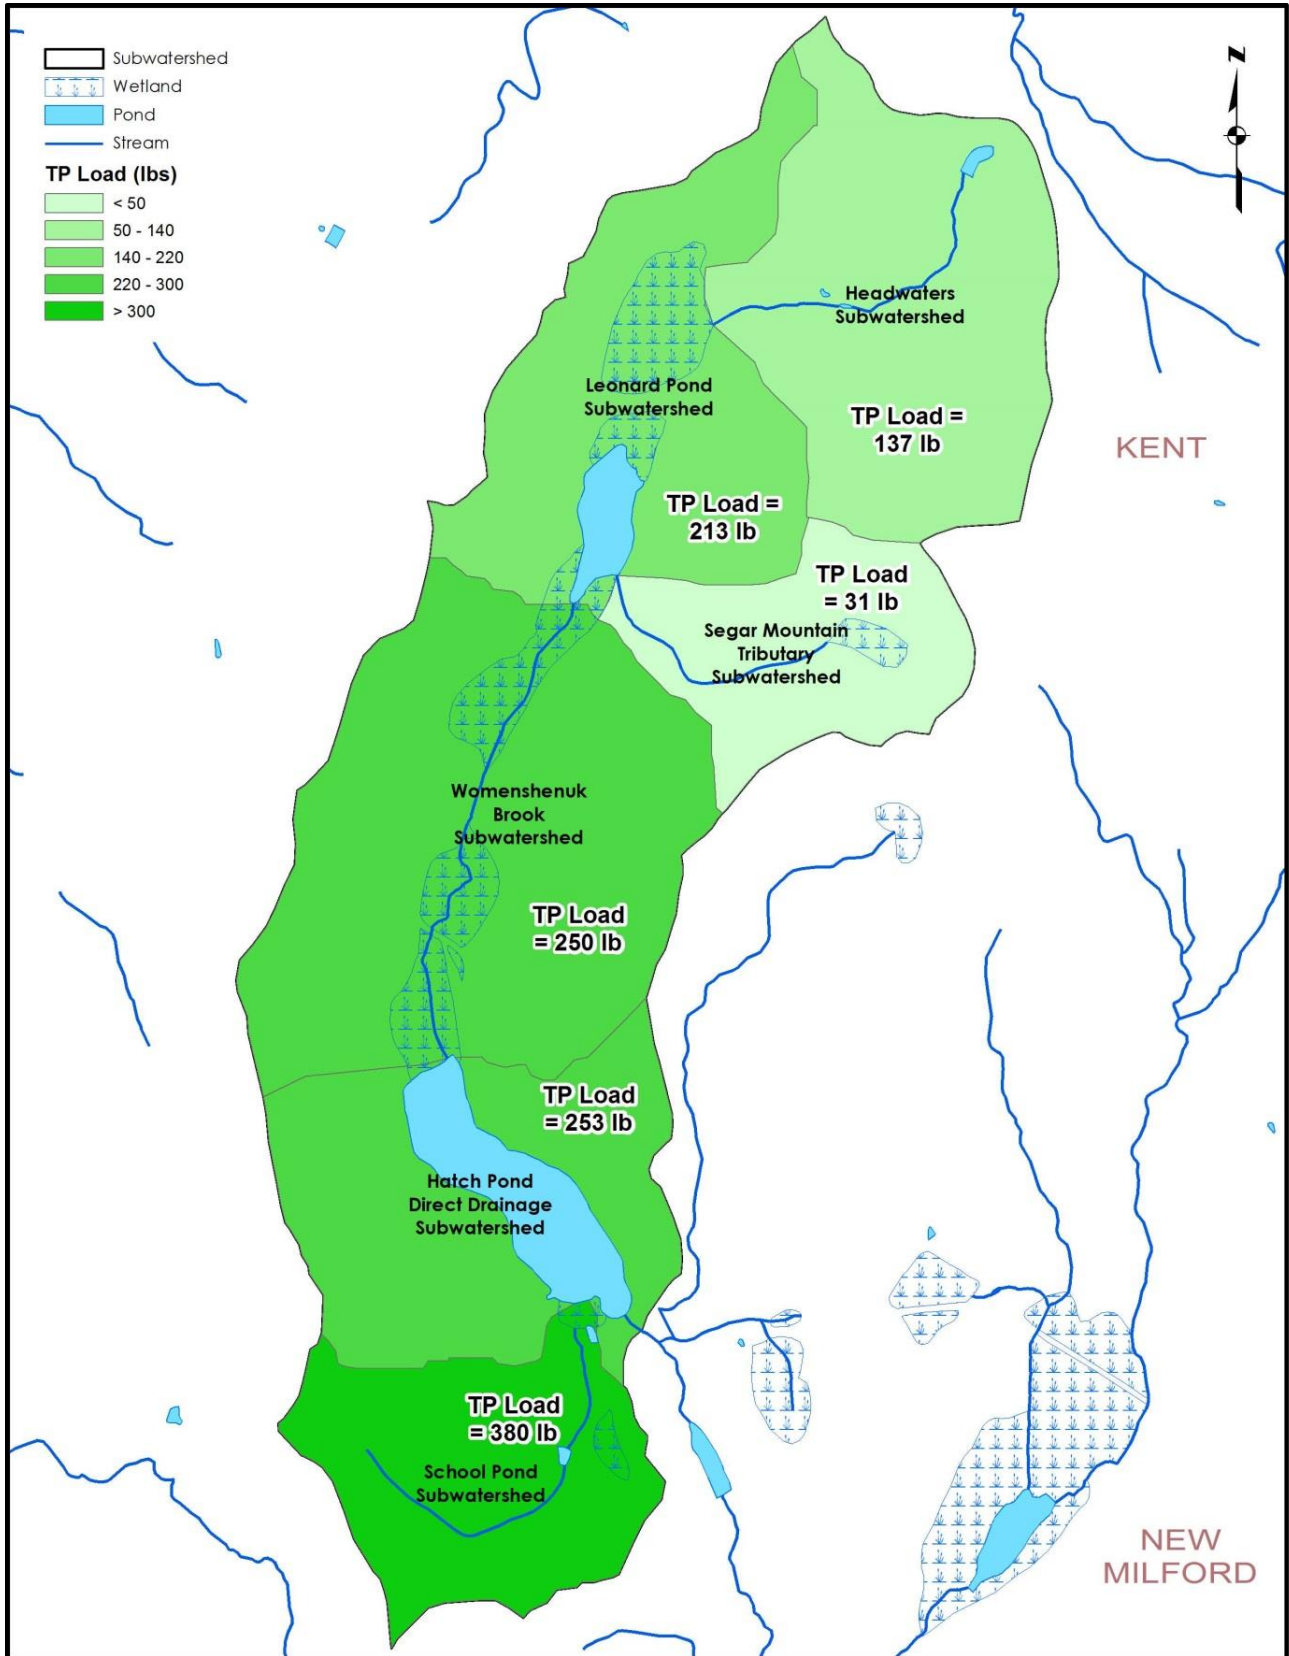 Subwatershed
Wetland
Pond
Stream
TP Load (lbs)
< 50
50 - 140
140 - 220
220 - 300
> 300
N
Headwaters
Subwatershed
TP Load =
137 lb
KENT
Leonard Pond
Subwatershed
TP Load =
213 lb
TP Load
= 31 lb
Segar Mountain
Tributary
Subwatershed
Womenshenuk
Brook
Subwatershed
TP Load
= 250 lb
TP Load
= 253 lb
Hatch Pond
Direct Drainage
Subwatershed
TP Load
= 380 lb
School Pond
Subwatershed
NEW
MILFORD